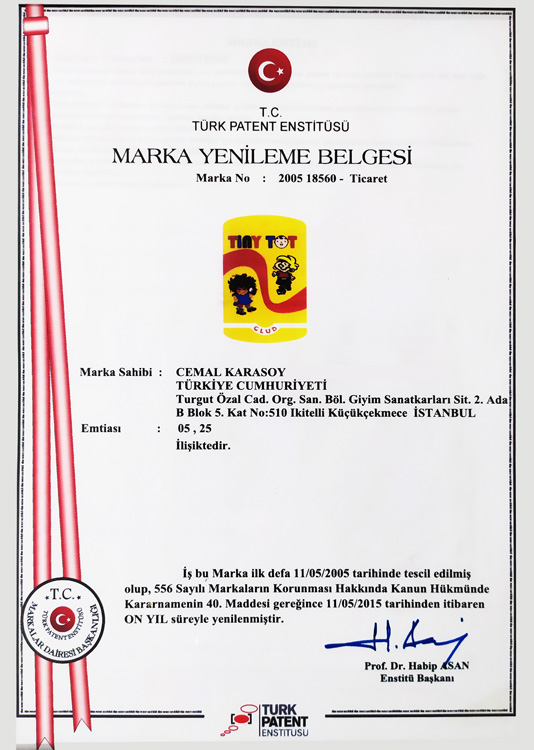 T.C.
TÜRK PATENT ENSTİTÜSÜ
MARKA YENİLEME BELGESİ
Marka No : 2005 18560 - Ticaret
TINY TOT
CLUB
Marka Sahibi : CEMAL KARASOY
TÜRKİYE CUMHURİYETİ
Turgut Özal Cad. Org. San. Böl. Giyim Sanatkarları Sit. 2. Ada
B Blok 5. Kat No:510 Ikitelli Küçükçekmece İSTANBUL
Emtiası : 05 , 25
İlişiktedir.
İş bu Marka ilk defa 11/05/2005 tarihinde tescil edilmiş
olup, 556 Sayılı Markaların Korunması Hakkında Kanun Hükmünde
Kararnamenin 40. Maddesi gereğince 11/05/2015 tarihinden itibaren
ON YIL süreyle yenilenmiştir.
Prof. Dr. Habip ASAN
Enstitü Başkanı
T.C.
TÜRK PATENT ENSTİTÜSÜ
MARKALAR DAİRESİ BAŞKANLIĞI
TURK
PATENT
ENSTITUSU